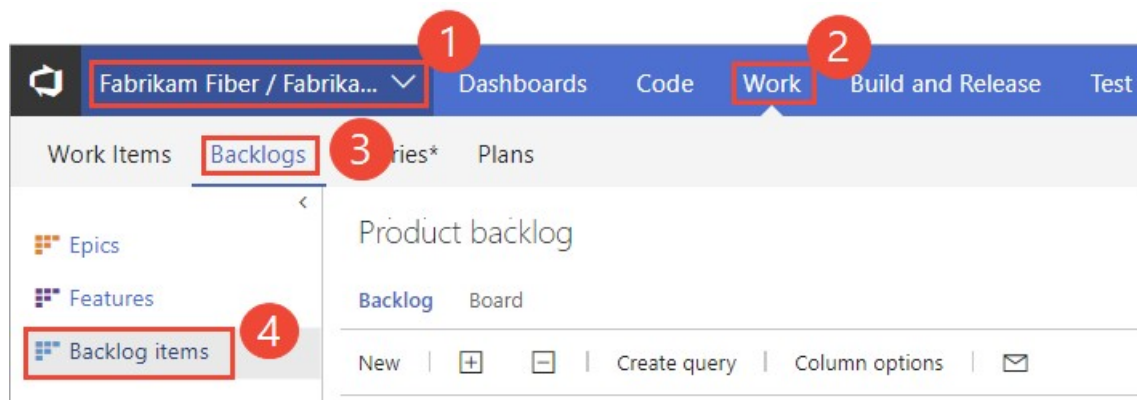 1
2
Fabrikam Fiber / Fabrika... Dashboards Code Work Build and Release Test
Work Items Backlogs 3 ries* Plans
Epics
Features
Backlog items 4
Product backlog
Backlog Board
New Create query Column options